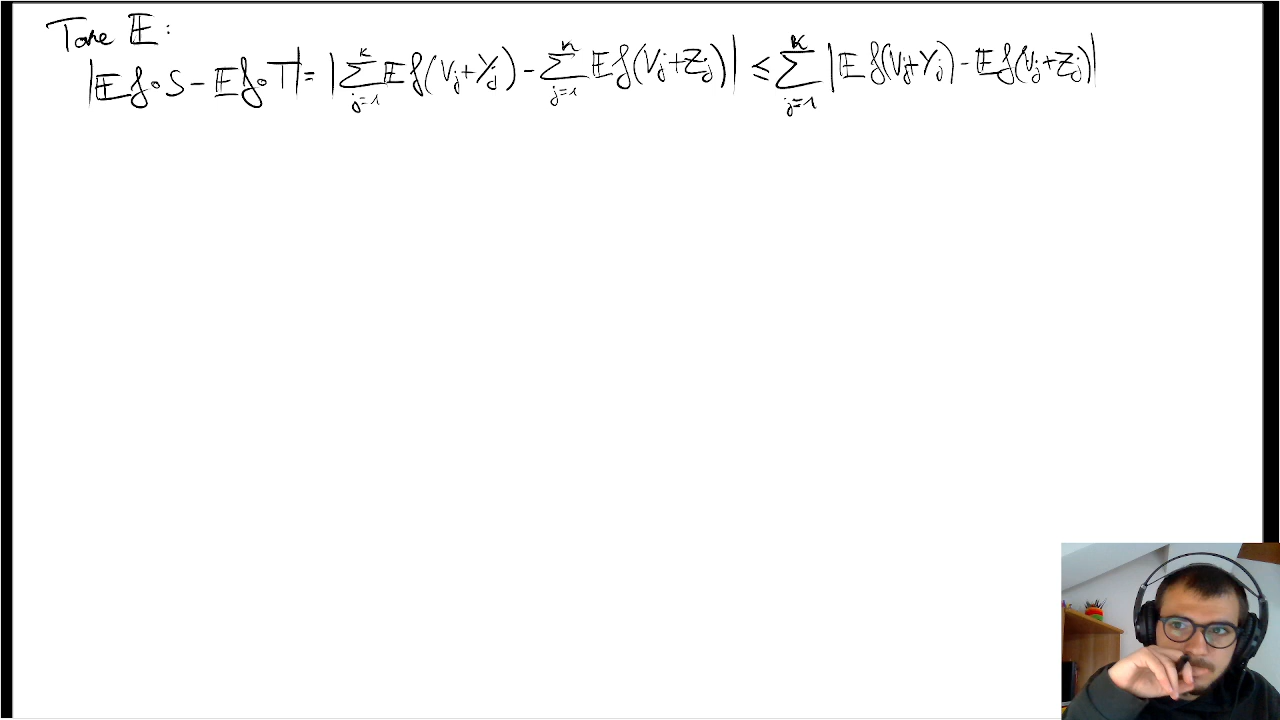 Take 𝔼:
|𝔼f∘S − 𝔼f∘T| = |∑_{j=1}^{k} 𝔼f(V_j+Y_j) − ∑_{j=1}^{k} 𝔼f(V_j+Z_j)| ≤ ∑_{j=1}^{k} |𝔼f(V_j+Y_j) − 𝔼f(V_j+Z_j)|